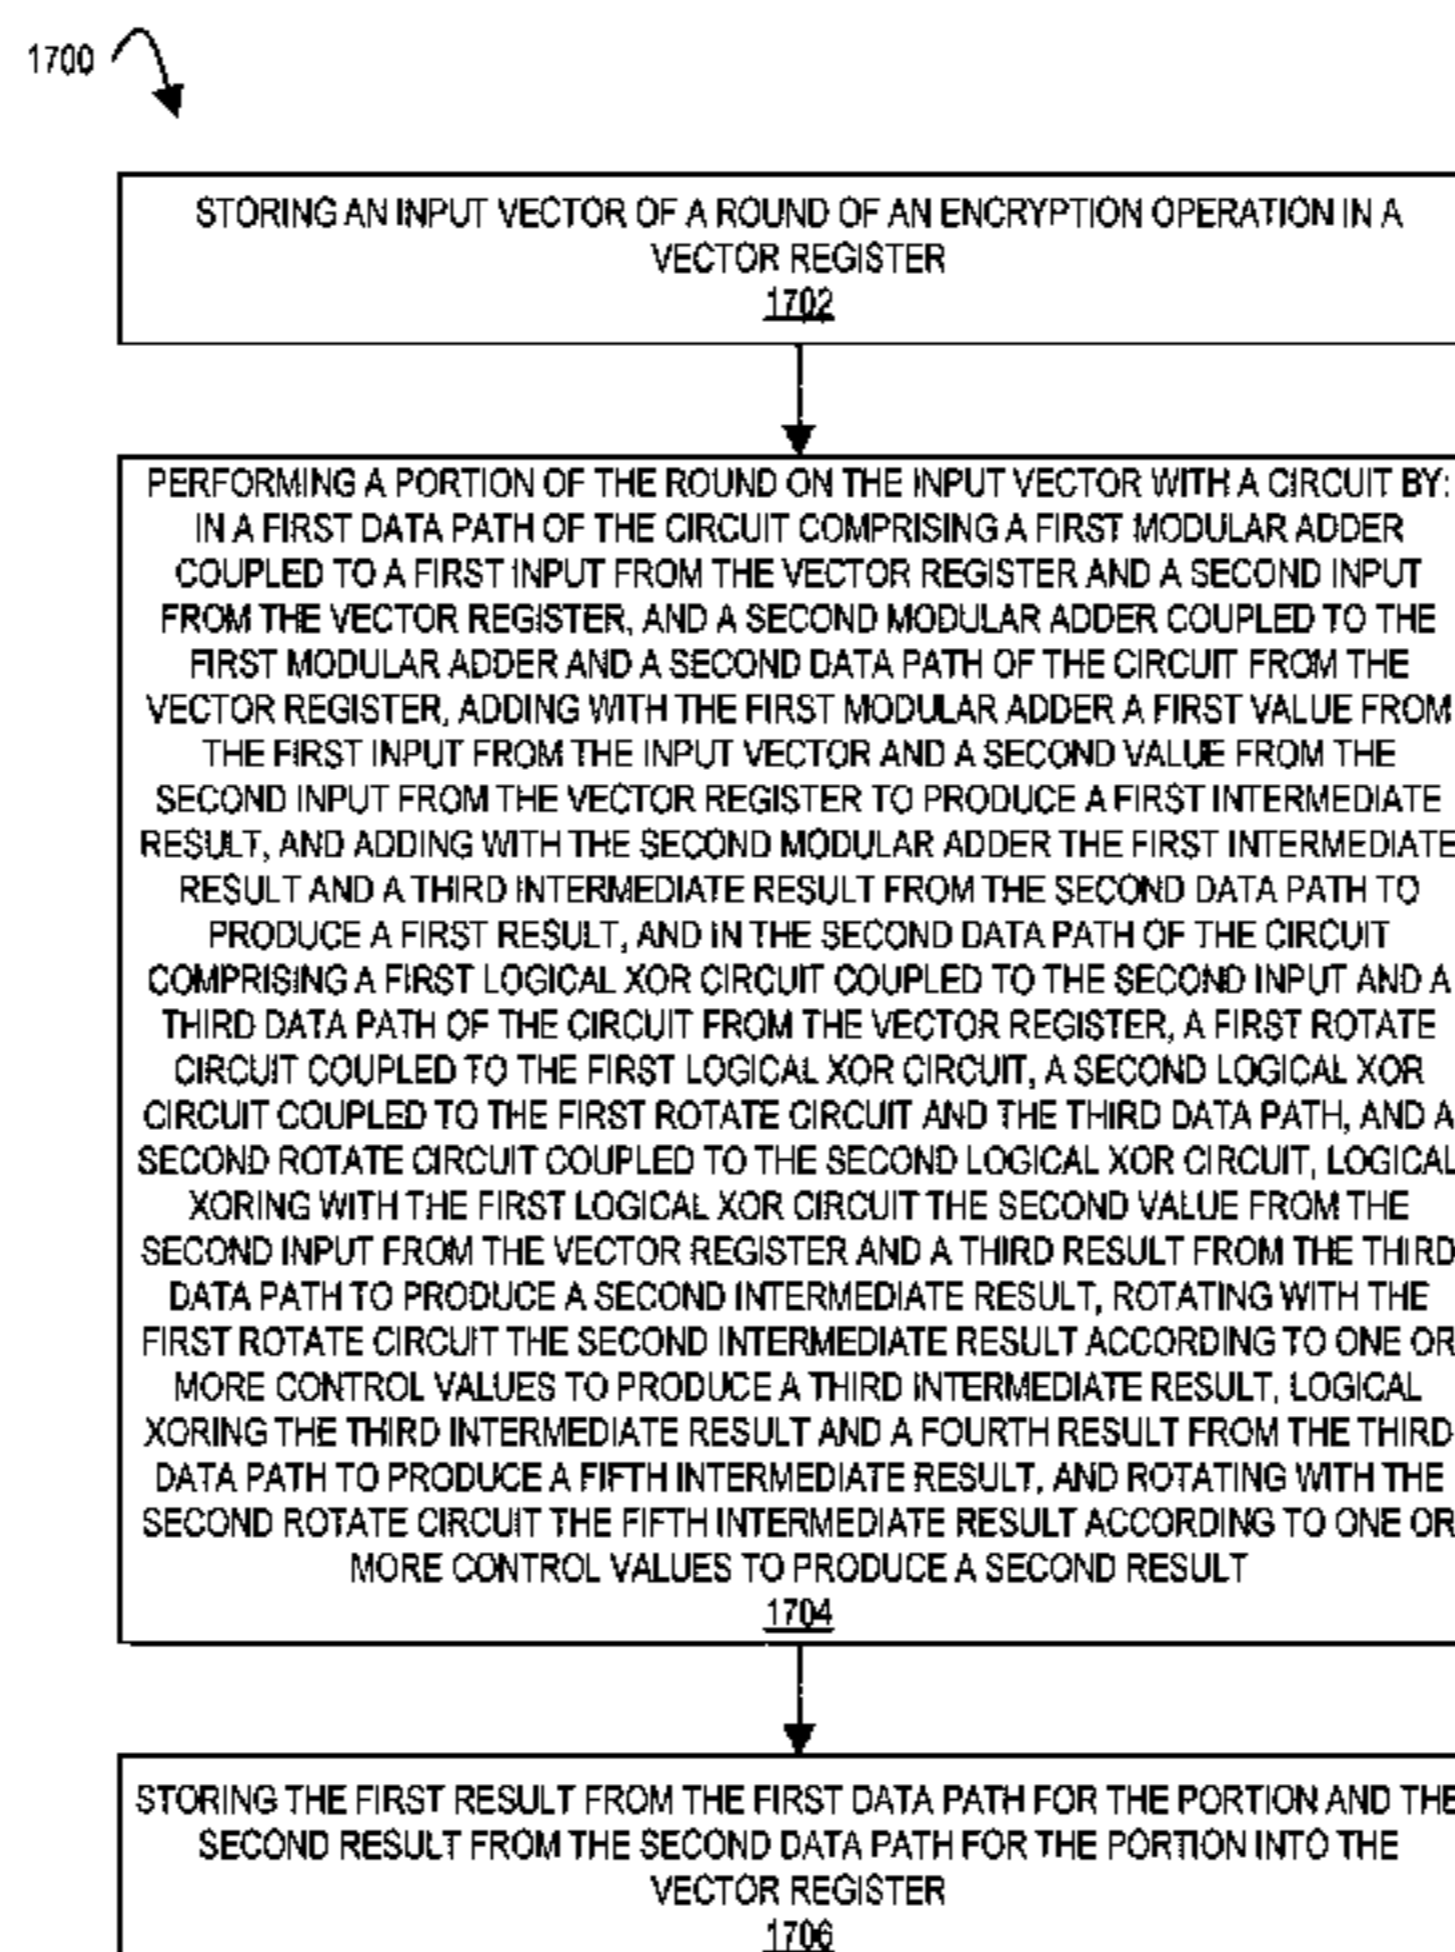 1700
STORING AN INPUT VECTOR OF A ROUND OF AN ENCRYPTION OPERATION IN A
VECTOR REGISTER
1702
PERFORMING A PORTION OF THE ROUND ON THE INPUT VECTOR WITH A CIRCUIT BY:
IN A FIRST DATA PATH OF THE CIRCUIT COMPRISING A FIRST MODULAR ADDER
COUPLED TO A FIRST INPUT FROM THE VECTOR REGISTER AND A SECOND INPUT
FROM THE VECTOR REGISTER, AND A SECOND MODULAR ADDER COUPLED TO THE
FIRST MODULAR ADDER AND A SECOND DATA PATH OF THE CIRCUIT FROM THE
VECTOR REGISTER, ADDING WITH THE FIRST MODULAR ADDER A FIRST VALUE FROM
THE FIRST INPUT FROM THE INPUT VECTOR AND A SECOND VALUE FROM THE
SECOND INPUT FROM THE VECTOR REGISTER TO PRODUCE A FIRST INTERMEDIATE
RESULT, AND ADDING WITH THE SECOND MODULAR ADDER THE FIRST INTERMEDIATE
RESULT AND A THIRD INTERMEDIATE RESULT FROM THE SECOND DATA PATH TO
PRODUCE A FIRST RESULT, AND IN THE SECOND DATA PATH OF THE CIRCUIT
COMPRISING A FIRST LOGICAL XOR CIRCUIT COUPLED TO THE SECOND INPUT AND A
THIRD DATA PATH OF THE CIRCUIT FROM THE VECTOR REGISTER, A FIRST ROTATE
CIRCUIT COUPLED TO THE FIRST LOGICAL XOR CIRCUIT, A SECOND LOGICAL XOR
CIRCUIT COUPLED TO THE FIRST ROTATE CIRCUIT AND THE THIRD DATA PATH, AND A
SECOND ROTATE CIRCUIT COUPLED TO THE SECOND LOGICAL XOR CIRCUIT, LOGICAL
XORING WITH THE FIRST LOGICAL XOR CIRCUIT THE SECOND VALUE FROM THE
SECOND INPUT FROM THE VECTOR REGISTER AND A THIRD RESULT FROM THE THIRD
DATA PATH TO PRODUCE A SECOND INTERMEDIATE RESULT, ROTATING WITH THE
FIRST ROTATE CIRCUIT THE SECOND INTERMEDIATE RESULT ACCORDING TO ONE OR
MORE CONTROL VALUES TO PRODUCE A THIRD INTERMEDIATE RESULT, LOGICAL
XORING THE THIRD INTERMEDIATE RESULT AND A FOURTH RESULT FROM THE THIRD
DATA PATH TO PRODUCE A FIFTH INTERMEDIATE RESULT, AND ROTATING WITH THE
SECOND ROTATE CIRCUIT THE FIFTH INTERMEDIATE RESULT ACCORDING TO ONE OR
MORE CONTROL VALUES TO PRODUCE A SECOND RESULT
1704
STORING THE FIRST RESULT FROM THE FIRST DATA PATH FOR THE PORTION AND THE
SECOND RESULT FROM THE SECOND DATA PATH FOR THE PORTION INTO THE
VECTOR REGISTER
1706